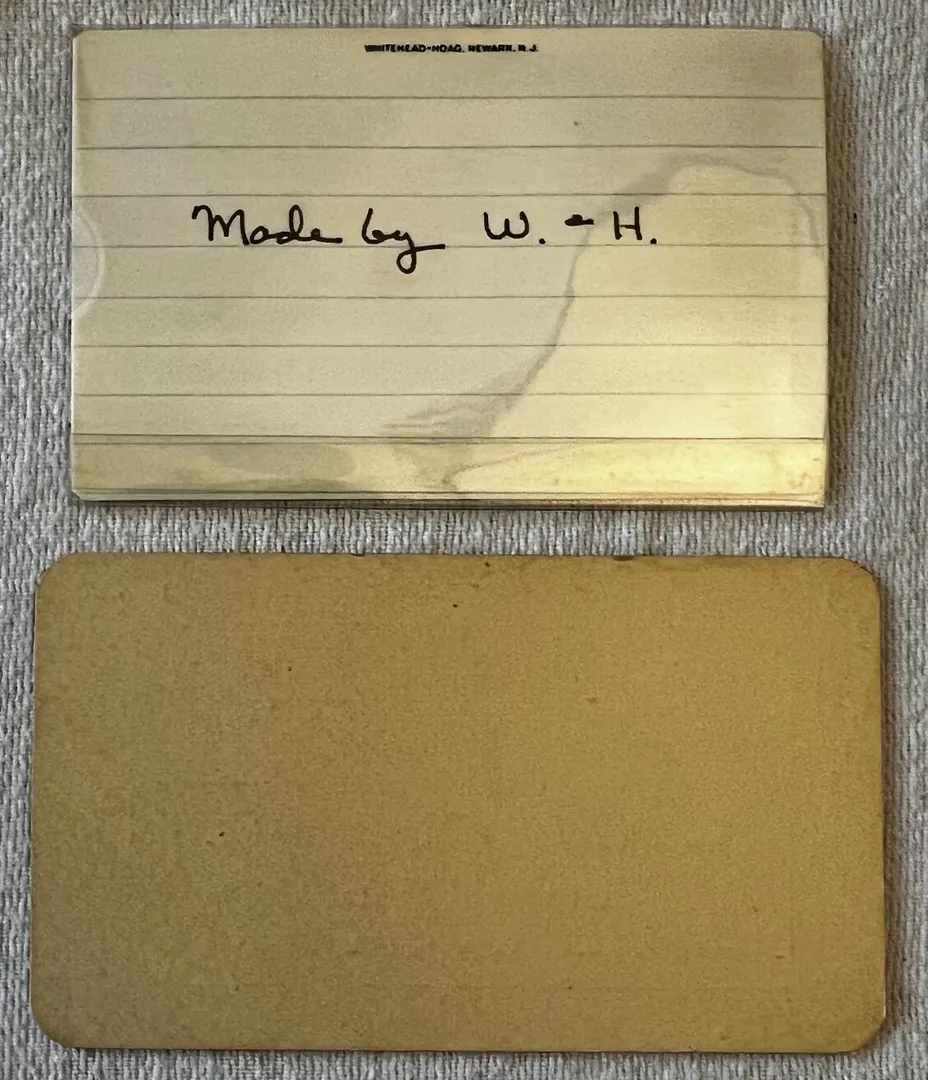 WHITEHEAD-HOAG, NEWARK, N.J.
Made by W. & H.